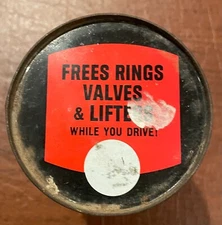 FREES RINGS
VALVES
& LIFTE
WHILE YOU DRIVE!